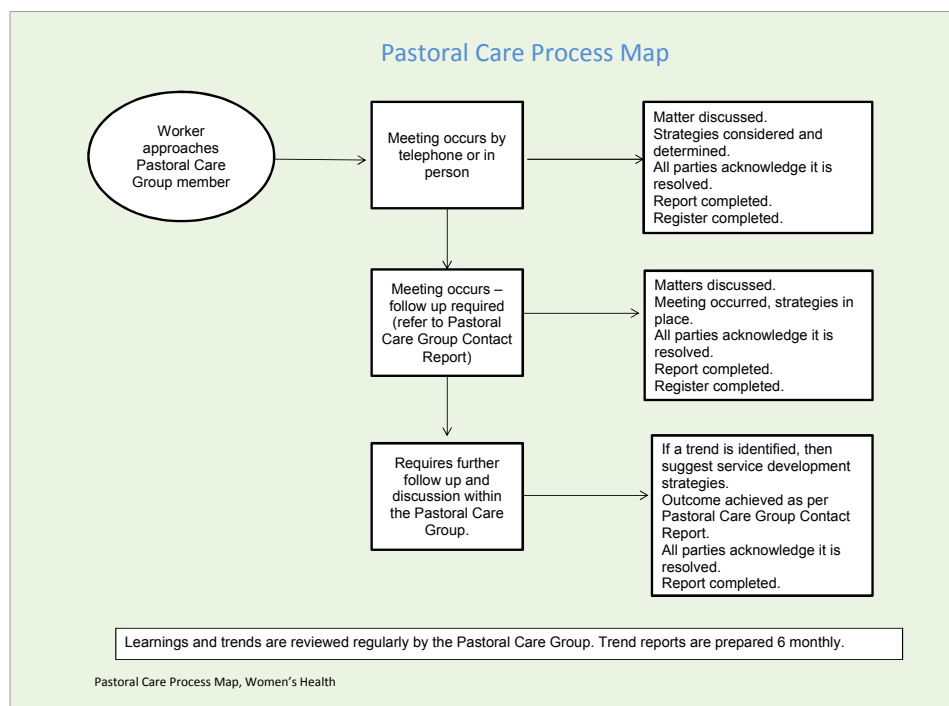 Pastoral Care Process Map
Worker
approaches
Pastoral Care
Group member
Meeting occurs by
telephone or in
person
Matter discussed.
Strategies considered and
determined.
All parties acknowledge it is
resolved.
Report completed.
Register completed.
Meeting occurs –
follow up required
(refer to Pastoral
Care Group Contact
Report)
Matters discussed.
Meeting occurred, strategies in
place.
All parties acknowledge it is
resolved.
Report completed.
Register completed.
Requires further
follow up and
discussion within
the Pastoral Care
Group.
If a trend is identified, then
suggest service development
strategies.
Outcome achieved as per
Pastoral Care Group Contact
Report.
All parties acknowledge it is
resolved.
Report completed.
Learnings and trends are reviewed regularly by the Pastoral Care Group. Trend reports are prepared 6 monthly.
Pastoral Care Process Map, Women’s Health